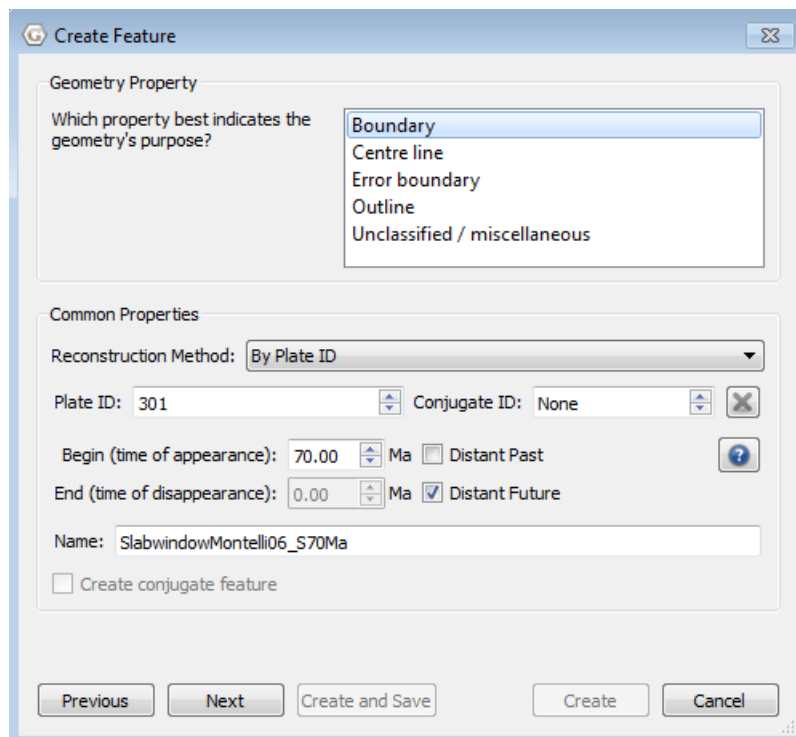 Create Feature
Geometry Property
Which property best indicates the
geometry's purpose?
Boundary
Centre line
Error boundary
Outline
Unclassified / miscellaneous
Common Properties
Reconstruction Method: By Plate ID
Plate ID: 301 Conjugate ID: None
Begin (time of appearance): 70.00 Ma Distant Past
End (time of disappearance): 0.00 Ma Distant Future
Name: SlabwindowMontelli06_S70Ma
Create conjugate feature
Previous Next Create and Save Create Cancel